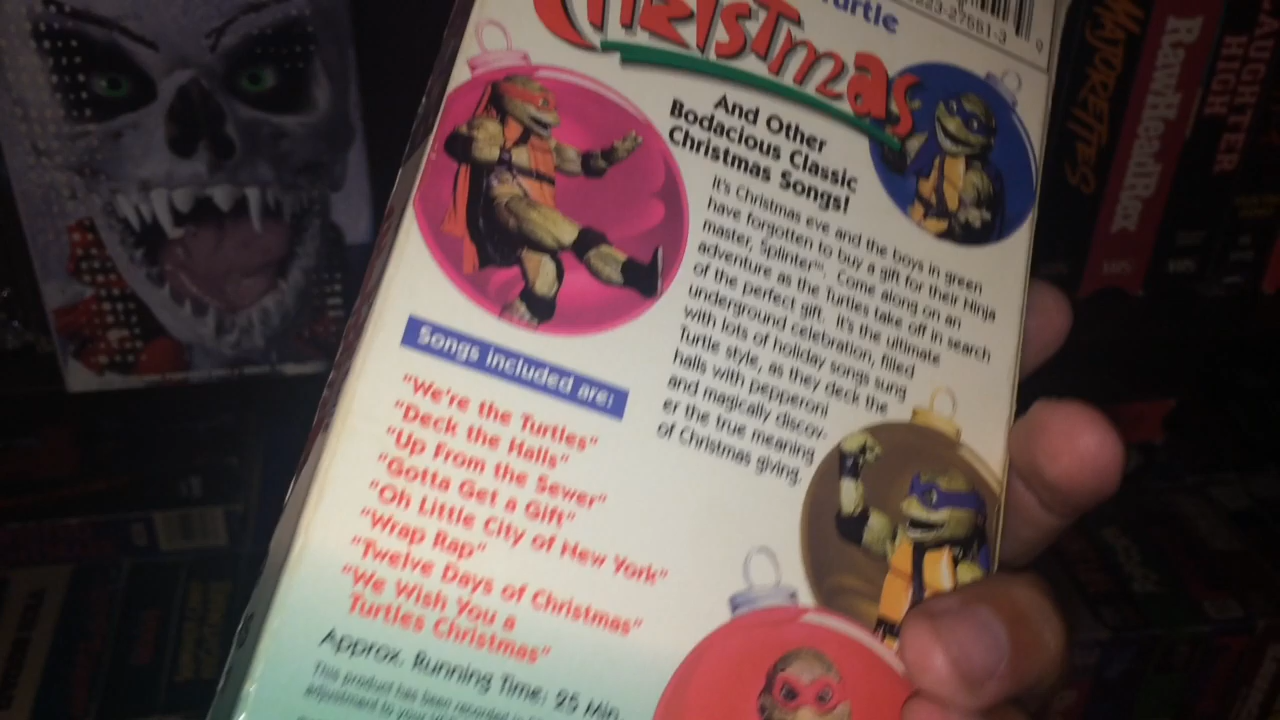 Turtle
Christmas
And Other
Bodacious Classic
Christmas Songs!
It's Christmas eve and the boys in green
have forgotten to buy a gift for their Ninja
master, Splinter™. Come along on an
adventure as the Turtles take off in search
of the perfect gift. It's the ultimate
underground celebration, filled
with lots of holiday songs sung
Turtle style, as they deck the
halls with pepperoni
and magically discov-
er the true meaning
of Christmas giving.
Songs included are:
"We're the Turtles"
"Deck the Halls"
"Up From the Sewer"
"Gotta Get a Gift"
"Oh Little City of New York"
"Wrap Rap"
"Twelve Days of Christmas"
"We Wish You a
Turtles Christmas"
Approx. Running Time: 25 Min.
This product has been recorded in
adjustment to your
MAJORETTES
RawHeadRex
HIGH